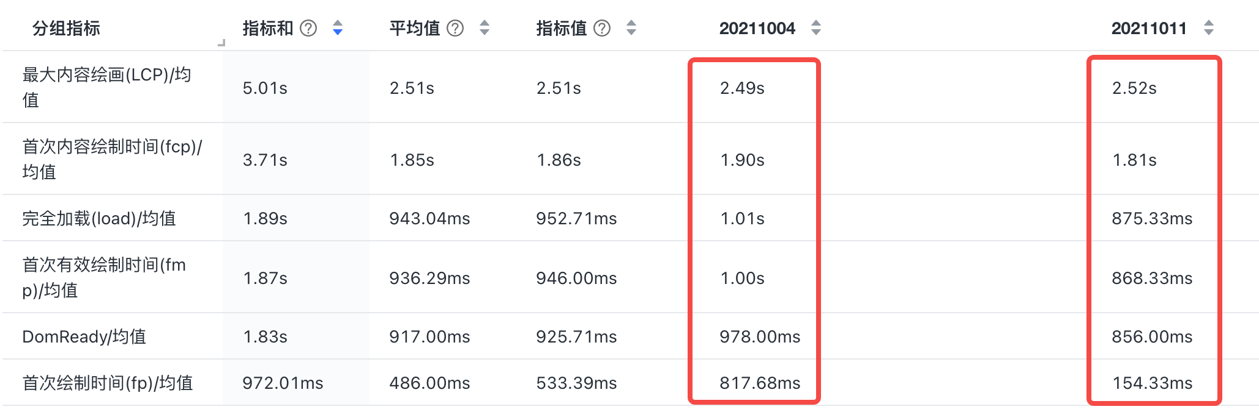 分组指标 指标和 ? 平均值 ? 指标值 ? 20211004 20211011
最大内容绘画(LCP)/均
值 5.01s 2.51s 2.51s 2.49s 2.52s
首次内容绘制时间(fcp)/
均值 3.71s 1.85s 1.86s 1.90s 1.81s
完全加载(load)/均值 1.89s 943.04ms 952.71ms 1.01s 875.33ms
首次有效绘制时间(fm
p)/均值 1.87s 936.29ms 946.00ms 1.00s 868.33ms
DomReady/均值 1.83s 917.00ms 925.71ms 978.00ms 856.00ms
首次绘制时间(fp)/均值 972.01ms 486.00ms 533.39ms 817.68ms 154.33ms